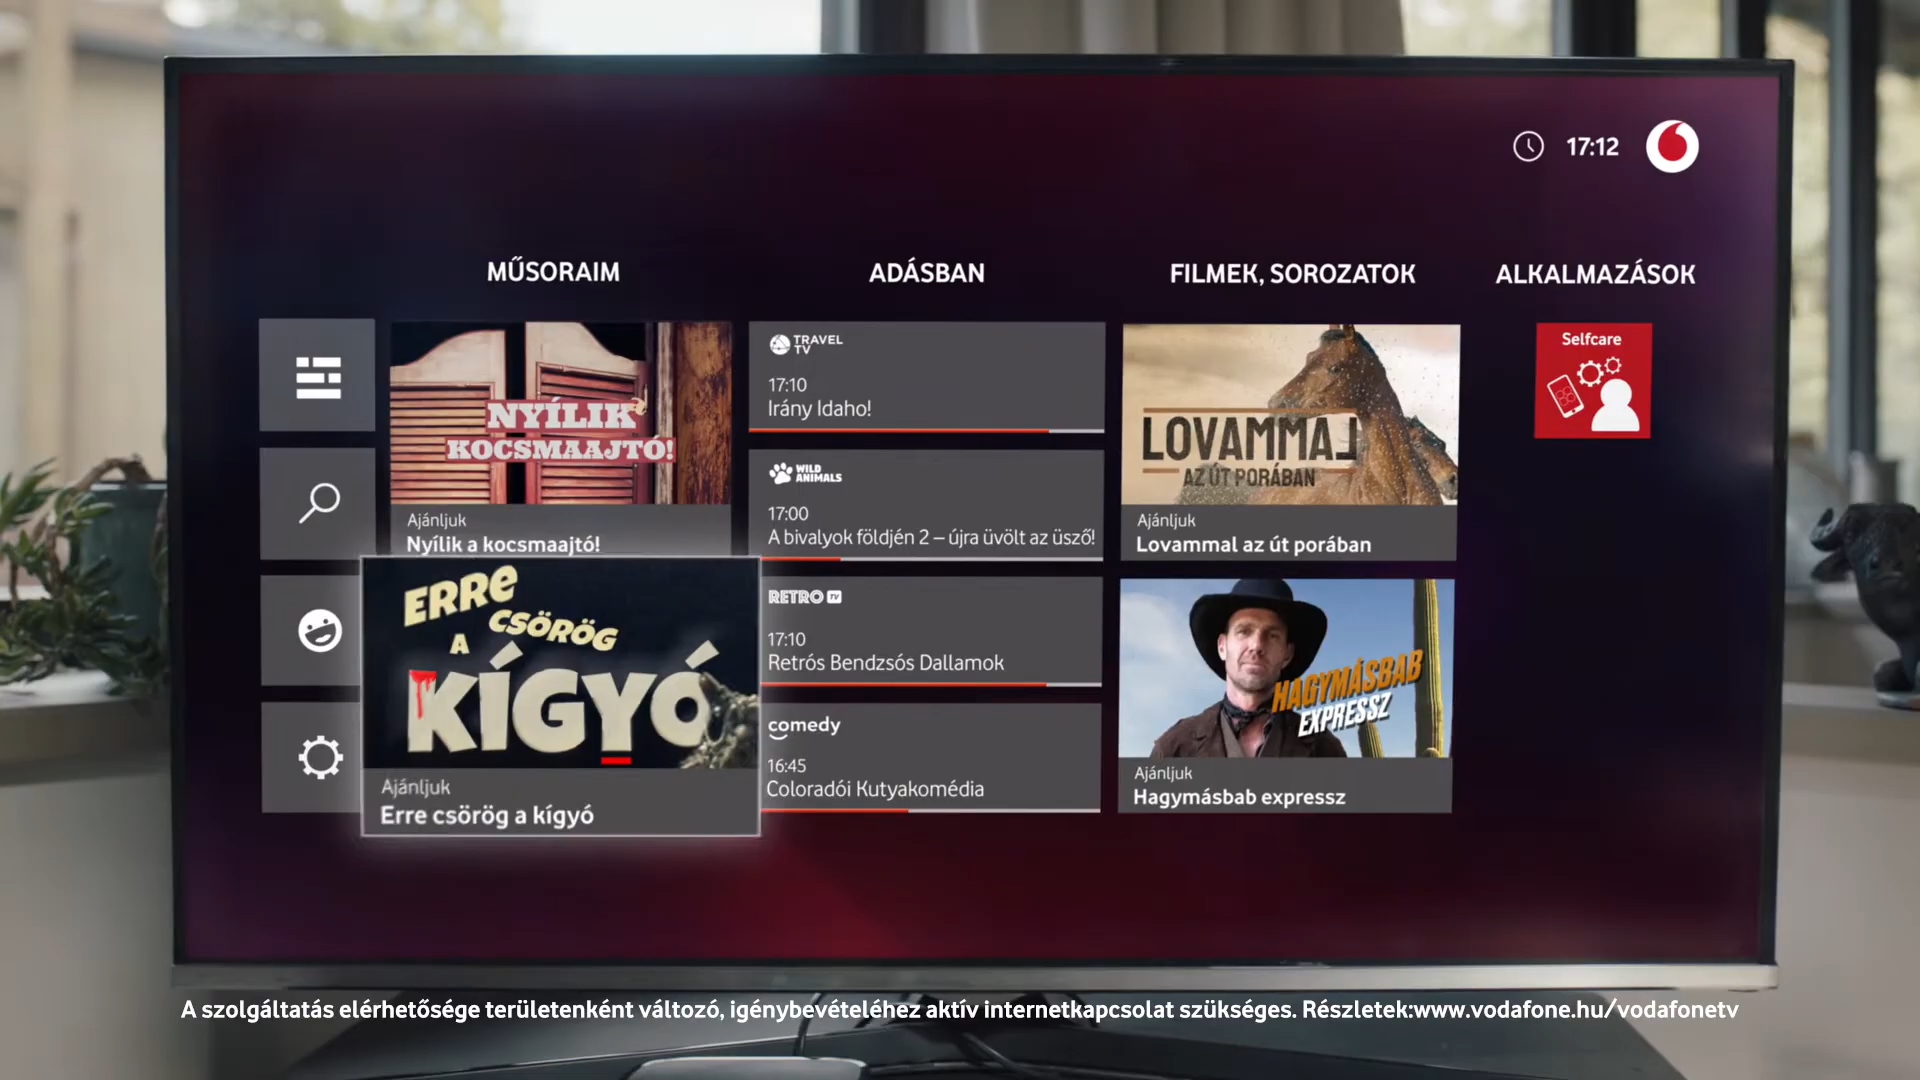 17:12
MŰSORAIM
ADÁSBAN
FILMEK, SOROZATOK
ALKALMAZÁSOK
NYÍLIK
KOCSMAAJTÓ!
Ajánljuk
Nyílik a kocsmaajtó!
ERRE
CSÖRÖG
A
KÍGYÓ
Ajánljuk
Erre csörög a kígyó
TRAVEL
TV
17:10
Irány Idaho!
WILD
ANIMALS
17:00
A bivalyok földjén 2 – újra üvölt az üsző!
RETRO TV
17:10
Retrós Bendzsós Dallamok
comedy
16:45
Coloradói Kutyakomédia
LOVAMMAL
AZ ÚT PORÁBAN
Ajánljuk
Lovammal az út porában
HAGYMÁSBAB
EXPRESSZ
Ajánljuk
Hagymásbab expressz
Selfcare
A szolgáltatás elérhetősége területenként változó, igénybevételéhez aktív internetkapcsolat szükséges. Részletek:www.vodafone.hu/vodafonetv